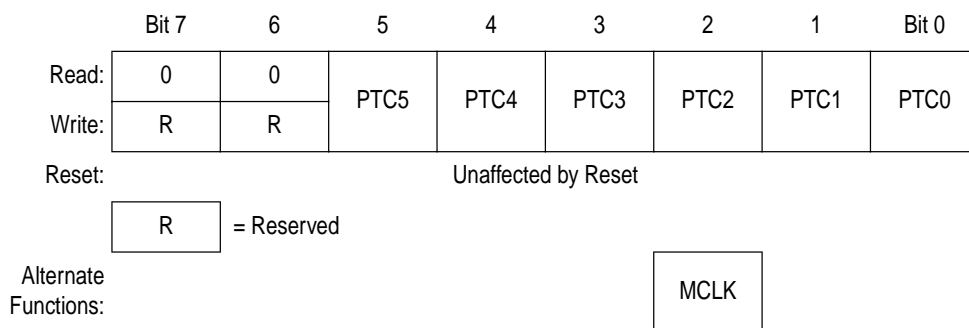 Bit 7 6 5 4 3 2 1 Bit 0
Read: 0 0 PTC5 PTC4 PTC3 PTC2 PTC1 PTC0
Write: R R
Reset: Unaffected by Reset
R = Reserved
Alternate
Functions: MCLK